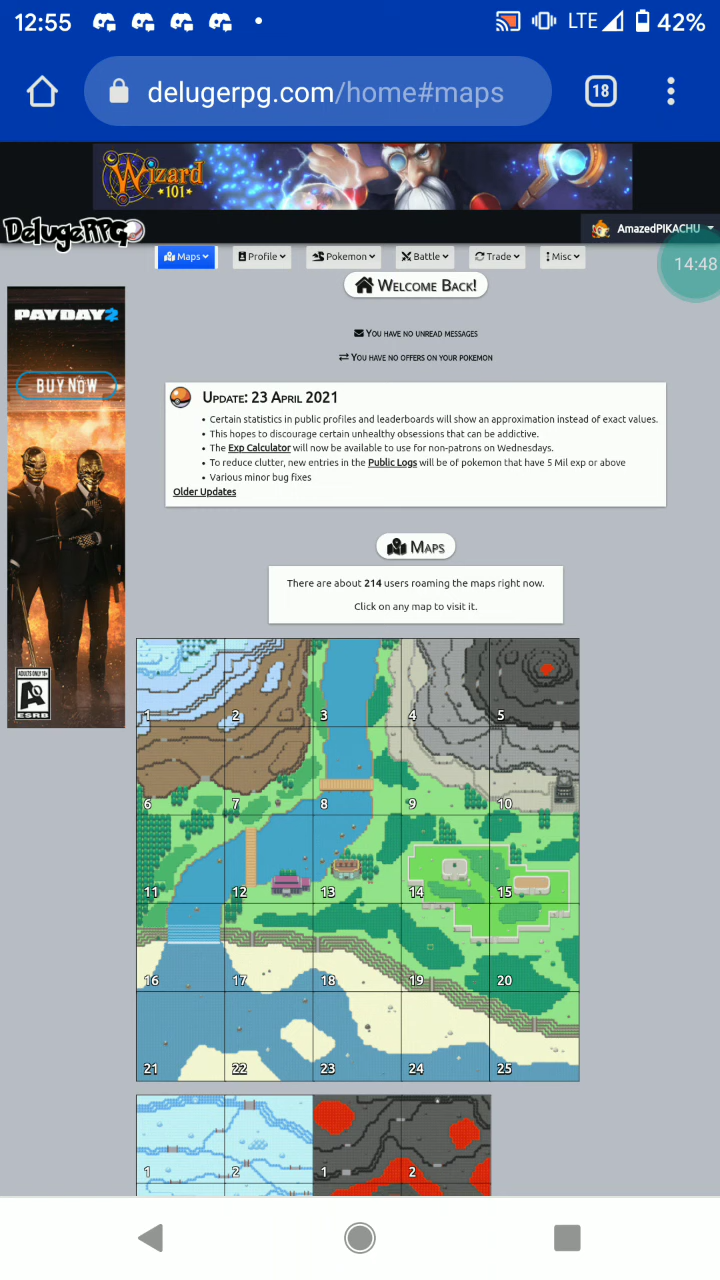 12:55
LTE 42%
delugerpg.com/home#maps
18
Wizard
101
DelugeRPG
AmazedPIKACHU
Maps
Profile
Pokemon
Battle
Trade
Misc
14:48
Welcome Back!
PAYDAY 2
BUY NOW
ADULTS ONLY 18+
ESRB
You have no unread messages
You have no offers on your pokemon
Update: 23 April 2021
• Certain statistics in public profiles and leaderboards will show an approximation instead of exact values.
• This hopes to discourage certain unhealthy obsessions that can be addictive.
• The Exp Calculator will now be available to use for non-patrons on Wednesdays.
• To reduce clutter, new entries in the Public Logs will be of pokemon that have 5 Mil exp or above
• Various minor bug fixes
Older Updates
Maps
There are about 214 users roaming the maps right now.
Click on any map to visit it.
1 2 3 4 5
6 7 8 9 10
11 12 13 14 15
16 17 18 19 20
21 22 23 24 25
1 2 1 2